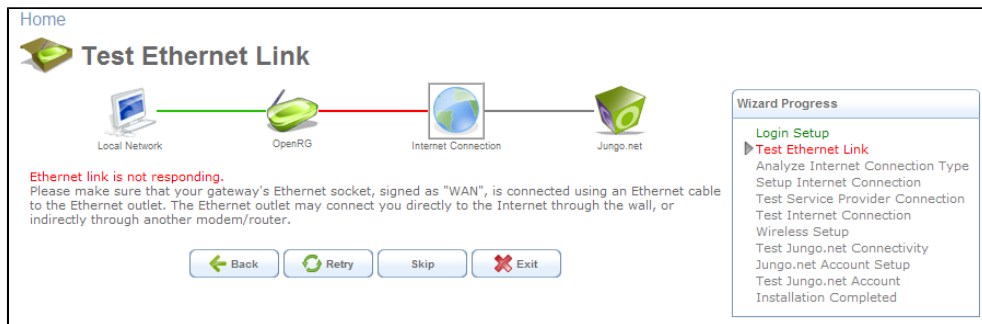 Home
Test Ethernet Link
Local Network
OpenRG
Internet Connection
Jungo.net
Ethernet link is not responding.
Please make sure that your gateway's Ethernet socket, signed as "WAN", is connected using an Ethernet cable
to the Ethernet outlet. The Ethernet outlet may connect you directly to the Internet through the wall, or
indirectly through another modem/router.
Back
Retry
Skip
Exit
Wizard Progress
Login Setup
Test Ethernet Link
Analyze Internet Connection Type
Setup Internet Connection
Test Service Provider Connection
Test Internet Connection
Wireless Setup
Test Jungo.net Connectivity
Jungo.net Account Setup
Test Jungo.net Account
Installation Completed